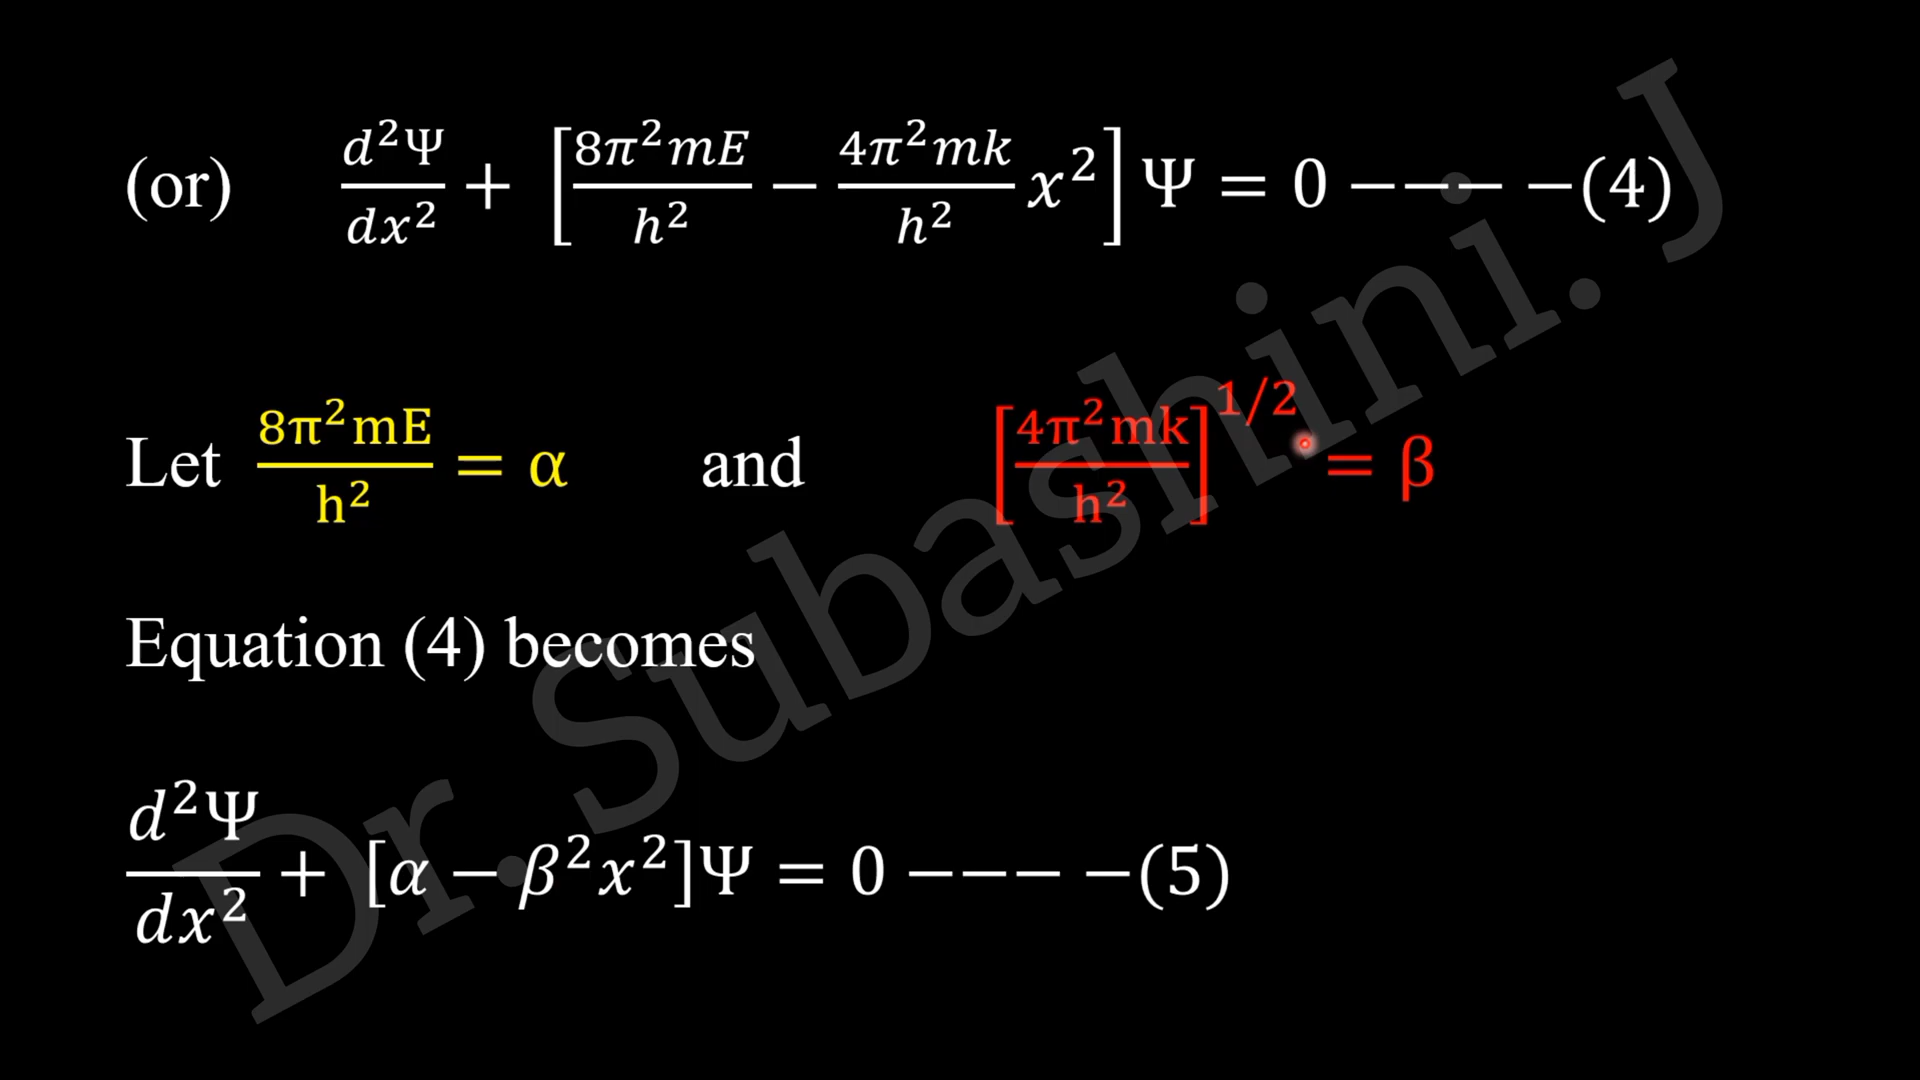 (or) d²Ψ/dx² + [8π²mE/h² − 4π²mk/h² x²] Ψ = 0 −−− −(4)
Let 8π²mE/h² = α and [4π²mk/h²]^1/2 = β
Equation (4) becomes
d²Ψ/dx² + [α − β²x²]Ψ = 0 −−− −(5)
Dr. Subashini. J